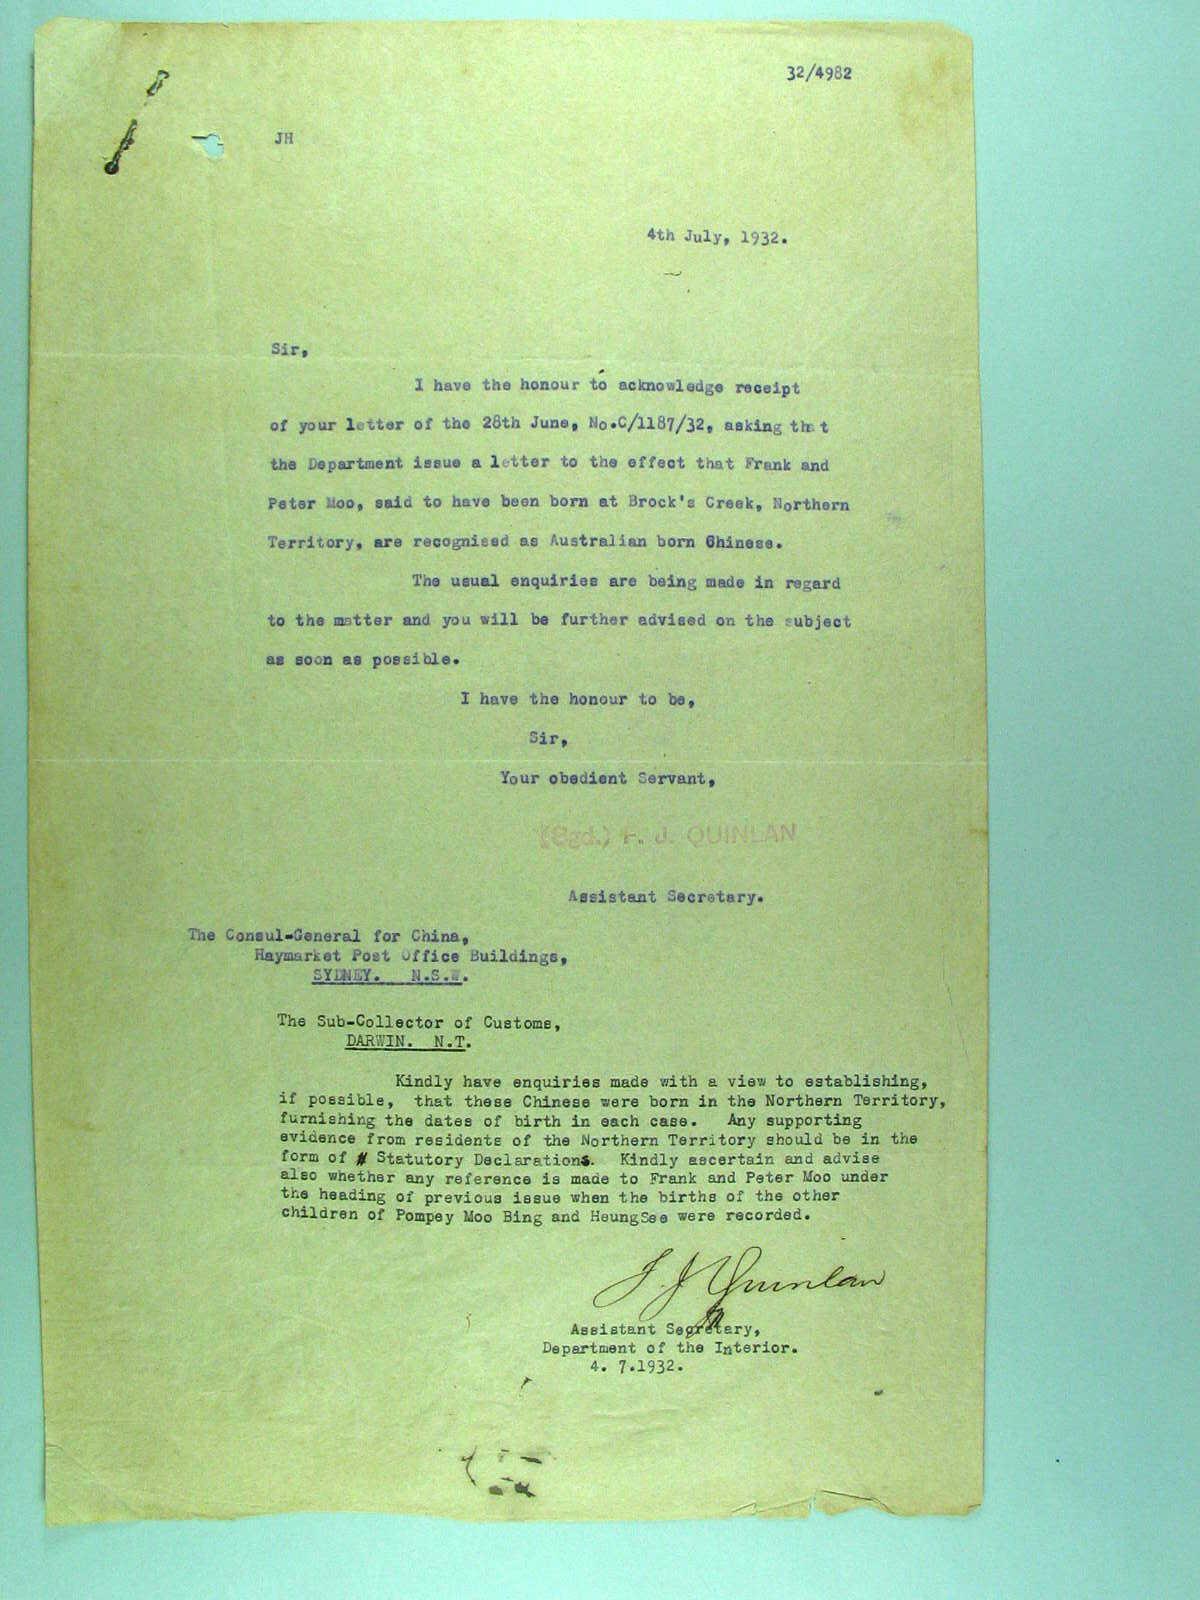 32/4982
JH
4th July, 1932.
Sir,
I have the honour to acknowledge receipt
of your letter of the 28th June, No.C/1187/32, asking that
the Department issue a letter to the effect that Frank and
Peter Moo, said to have been born at Brock's Creek, Northern
Territory, are recognised as Australian born Chinese.
The usual enquiries are being made in regard
to the matter and you will be further advised on the subject
as soon as possible.
I have the honour to be,
Sir,
Your obedient Servant,
(Sgd.) F. J. QUINLAN
Assistant Secretary.
The Consul-General for China,
Haymarket Post Office Buildings,
SYDNEY. N.S.W.
The Sub-Collector of Customs,
DARWIN. N.T.
Kindly have enquiries made with a view to establishing,
if possible, that these Chinese were born in the Northern Territory,
furnishing the dates of birth in each case. Any supporting
evidence from residents of the Northern Territory should be in the
form of Statutory Declarations. Kindly ascertain and advise
also whether any reference is made to Frank and Peter Moo under
the heading of previous issue when the births of the other
children of Pompey Moo Bing and HeungSee were recorded.
F. J. Quinlan
Assistant Secretary,
Department of the Interior.
4. 7.1932.